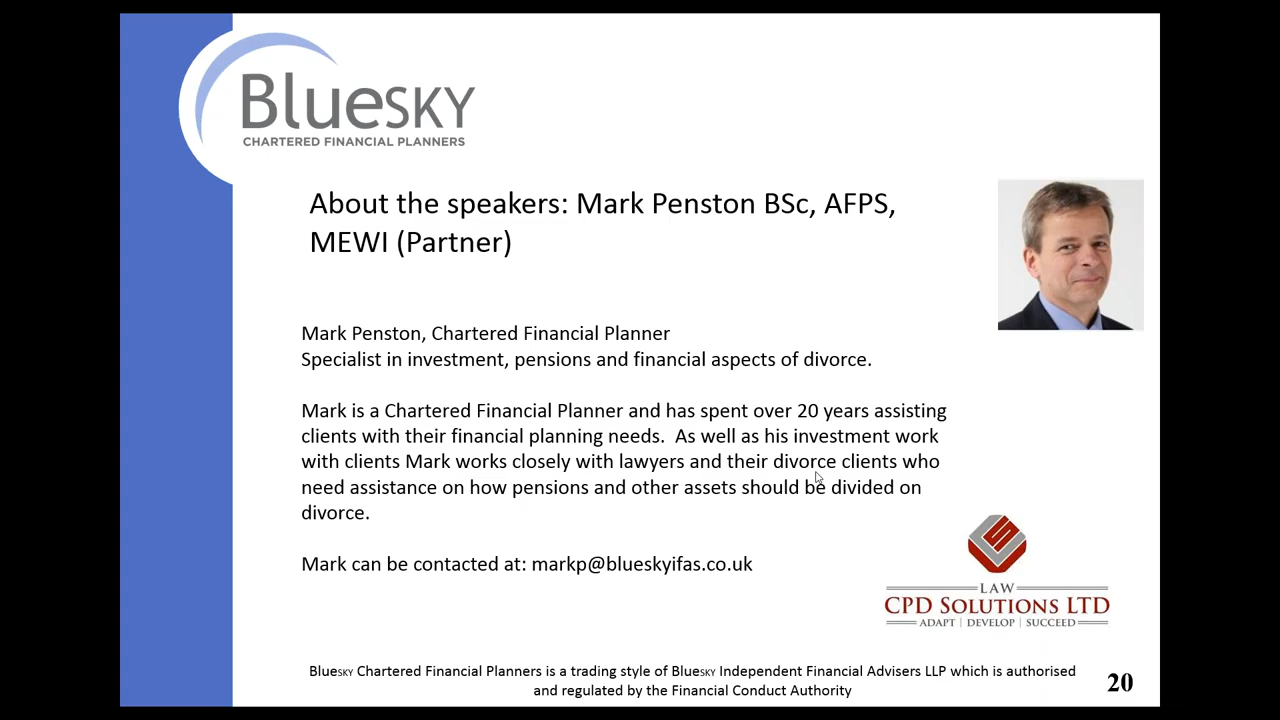 BlueSKY
CHARTERED FINANCIAL PLANNERS
About the speakers: Mark Penston BSc, AFPS,
MEWI (Partner)
Mark Penston, Chartered Financial Planner
Specialist in investment, pensions and financial aspects of divorce.
Mark is a Chartered Financial Planner and has spent over 20 years assisting
clients with their financial planning needs.  As well as his investment work
with clients Mark works closely with lawyers and their divorce clients who
need assistance on how pensions and other assets should be divided on
divorce.
Mark can be contacted at: markp@blueskyifas.co.uk
LAW
CPD SOLUTIONS LTD
ADAPT | DEVELOP | SUCCEED
BlueSKY Chartered Financial Planners is a trading style of BlueSKY Independent Financial Advisers LLP which is authorised
and regulated by the Financial Conduct Authority
20